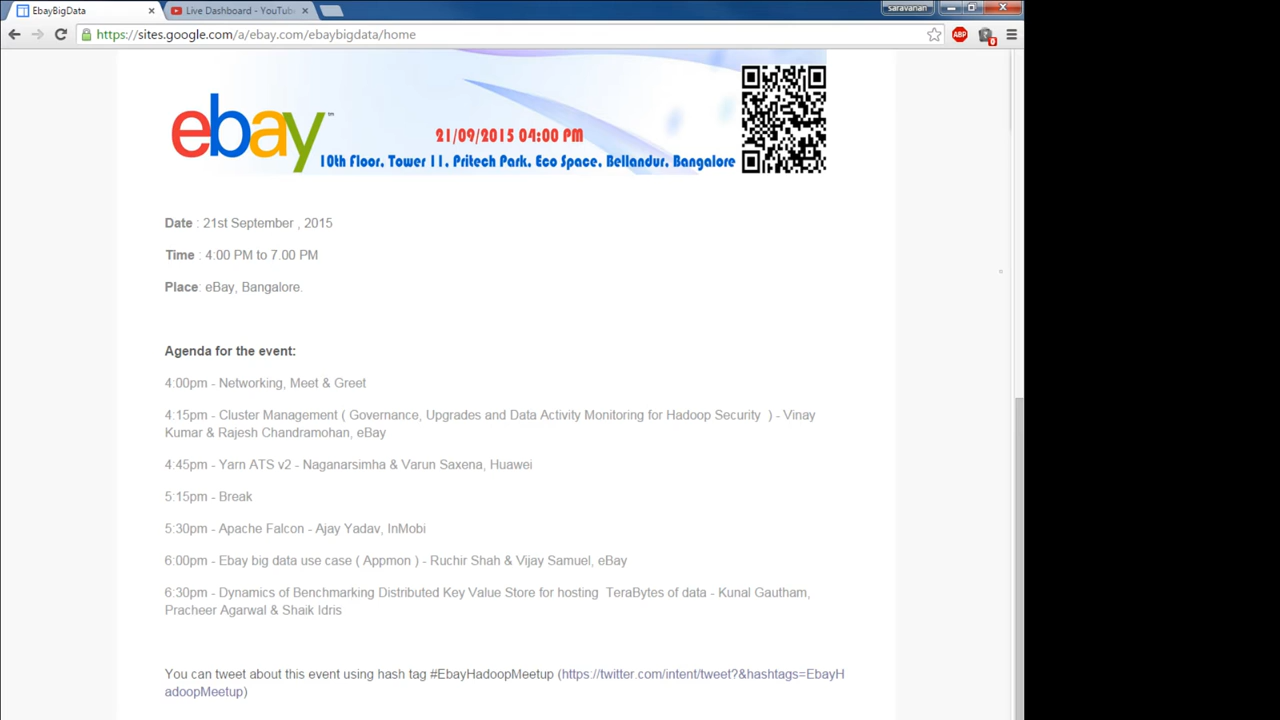 EbayBigData
Live Dashboard - YouTube
saravanan
https://sites.google.com/a/ebay.com/ebaybigdata/home
ABP
ebay™
21/09/2015 04:00 PM
10th Floor, Tower 11, Pritech Park, Eco Space, Bellandur, Bangalore
Date : 21st September , 2015
Time : 4:00 PM to 7.00 PM
Place: eBay, Bangalore.
Agenda for the event:
4:00pm - Networking, Meet & Greet
4:15pm - Cluster Management ( Governance, Upgrades and Data Activity Monitoring for Hadoop Security ) - Vinay
Kumar & Rajesh Chandramohan, eBay
4:45pm - Yarn ATS v2 - Naganarsimha & Varun Saxena, Huawei
5:15pm - Break
5:30pm - Apache Falcon - Ajay Yadav, InMobi
6:00pm - Ebay big data use case ( Appmon ) - Ruchir Shah & Vijay Samuel, eBay
6:30pm - Dynamics of Benchmarking Distributed Key Value Store for hosting TeraBytes of data - Kunal Gautham,
Pracheer Agarwal & Shaik Idris
You can tweet about this event using hash tag #EbayHadoopMeetup (https://twitter.com/intent/tweet?&hashtags=EbayH
adoopMeetup)